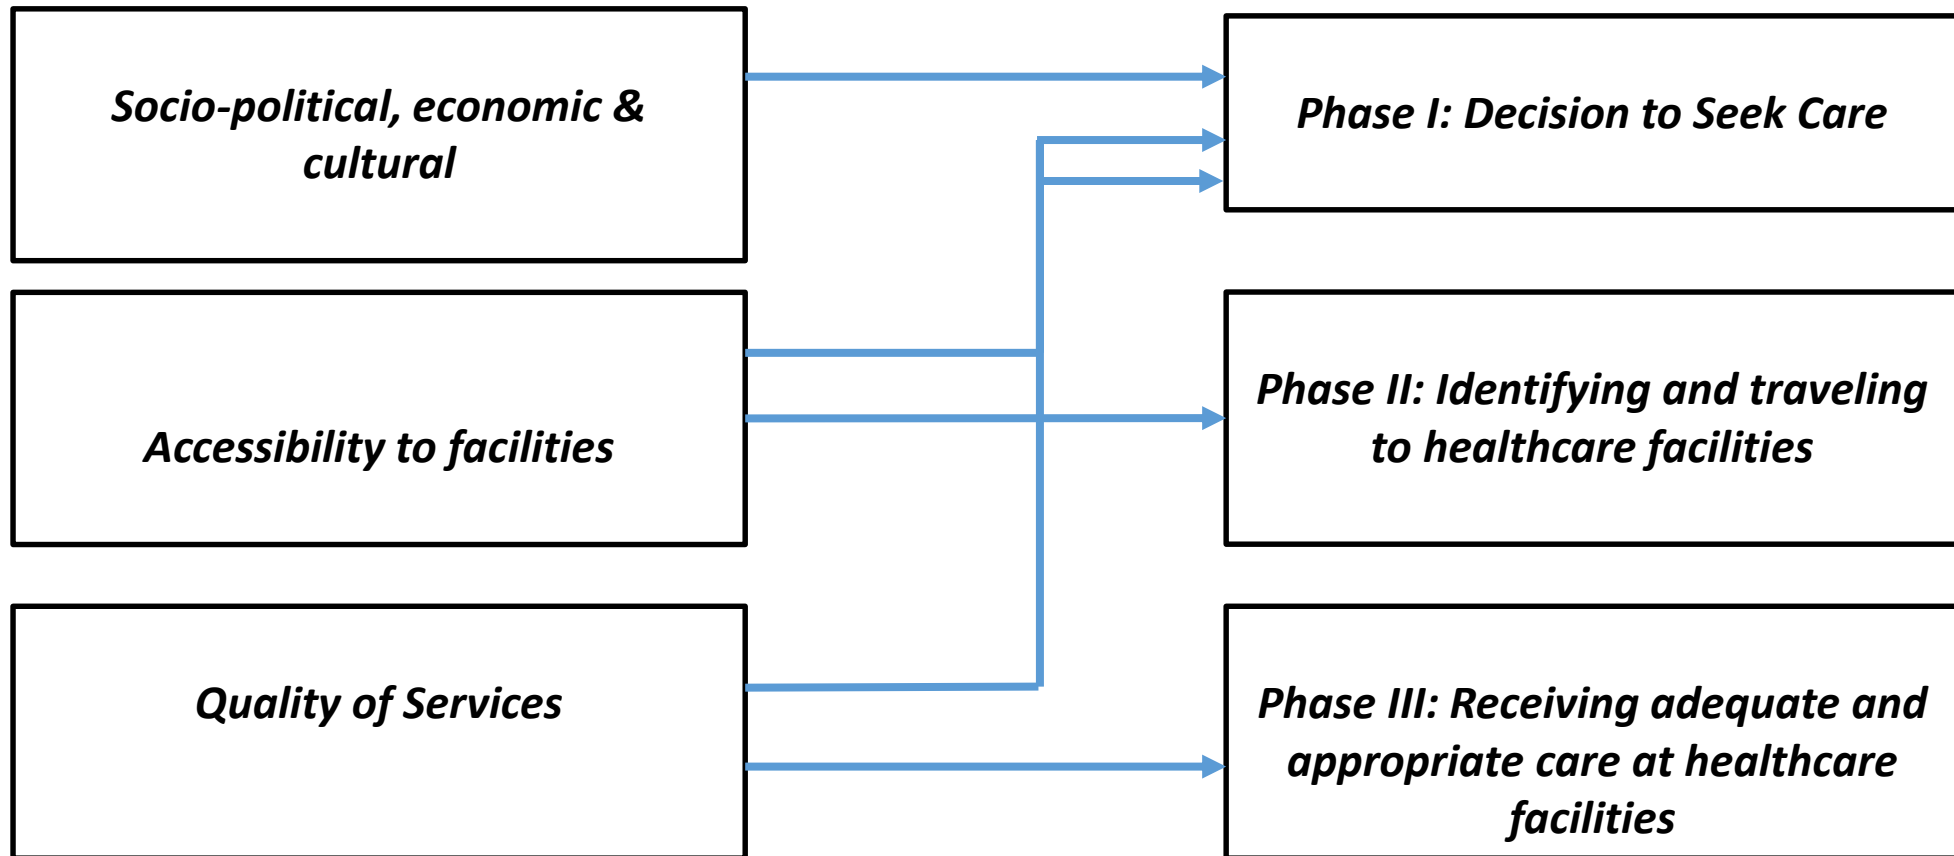 Socio-political, economic &
cultural
Phase I: Decision to Seek Care
Accessibility to facilities
Phase II: Identifying and traveling
to healthcare facilities
Quality of Services
Phase III: Receiving adequate and
appropriate care at healthcare
facilities